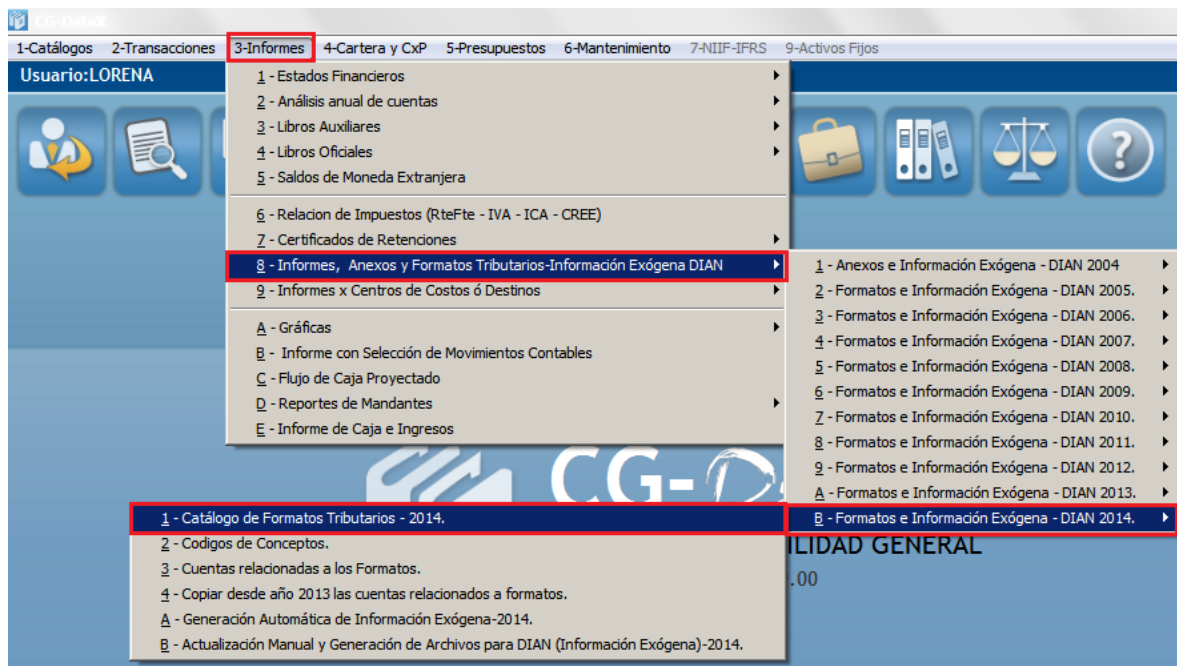 CG-DataX
1-Catálogos 2-Transacciones 3-Informes 4-Cartera y CxP 5-Presupuestos 6-Mantenimiento 7-NIIF-IFRS 9-Activos Fijos
Usuario:LORENA
1 - Estados Financieros
2 - Análisis anual de cuentas
3 - Libros Auxiliares
4 - Libros Oficiales
5 - Saldos de Moneda Extranjera
6 - Relacion de Impuestos (RteFte - IVA - ICA - CREE)
7 - Certificados de Retenciones
8 - Informes, Anexos y Formatos Tributarios-Información Exógena DIAN
9 - Informes x Centros de Costos ó Destinos
A - Gráficas
B - Informe con Selección de Movimientos Contables
C - Flujo de Caja Proyectado
D - Reportes de Mandantes
E - Informe de Caja e Ingresos
1 - Anexos e Información Exógena - DIAN 2004
2 - Formatos e Información Exógena - DIAN 2005.
3 - Formatos e Información Exógena - DIAN 2006.
4 - Formatos e Información Exógena - DIAN 2007.
5 - Formatos e Información Exógena - DIAN 2008.
6 - Formatos e Información Exógena - DIAN 2009.
7 - Formatos e Información Exógena - DIAN 2010.
8 - Formatos e Información Exógena - DIAN 2011.
9 - Formatos e Información Exógena - DIAN 2012.
A - Formatos e Información Exógena - DIAN 2013.
B - Formatos e Información Exógena - DIAN 2014.
CG-D
1 - Catálogo de Formatos Tributarios - 2014.
2 - Codigos de Conceptos.
3 - Cuentas relacionadas a los Formatos.
4 - Copiar desde año 2013 las cuentas relacionados a formatos.
A - Generación Automática de Información Exógena-2014.
B - Actualización Manual y Generación de Archivos para DIAN (Información Exógena)-2014.
ILIDAD GENERAL
.00